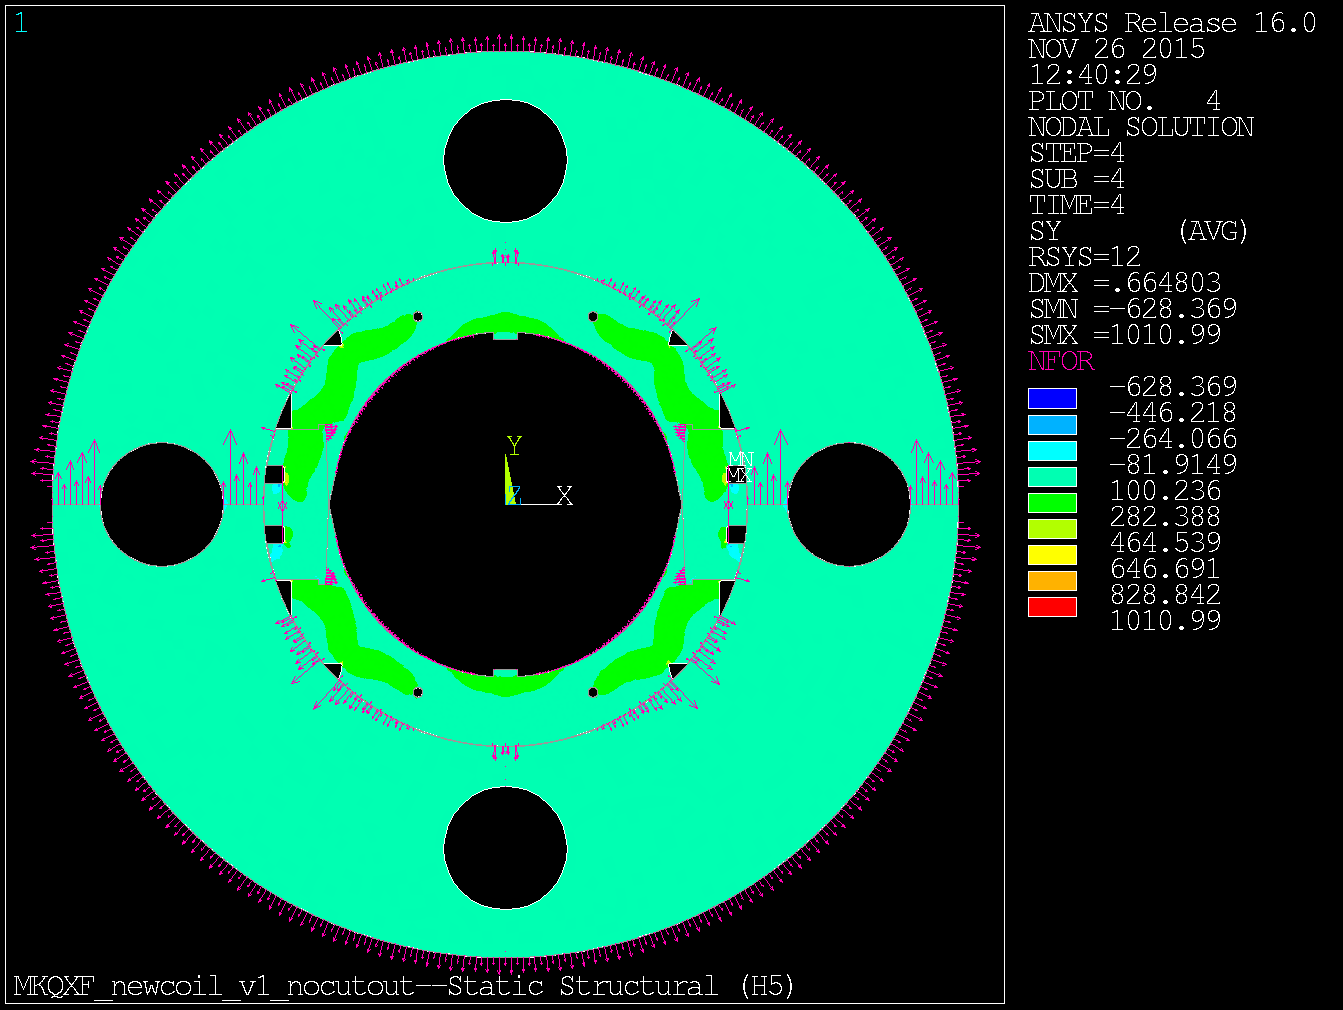 1
ANSYS Release 16.0
NOV 26 2015
12:40:29
PLOT NO. 4
NODAL SOLUTION
STEP=4
SUB =4
TIME=4
SY (AVG)
RSYS=12
DMX =.664803
SMN =-628.369
SMX =1010.99
NFOR
-628.369
-446.218
-264.066
-81.9149
100.236
282.388
464.539
646.691
828.842
1010.99
Y
Z X
MN
MX
MKQXF_newcoil_v1_nocutout--Static Structural (H5)